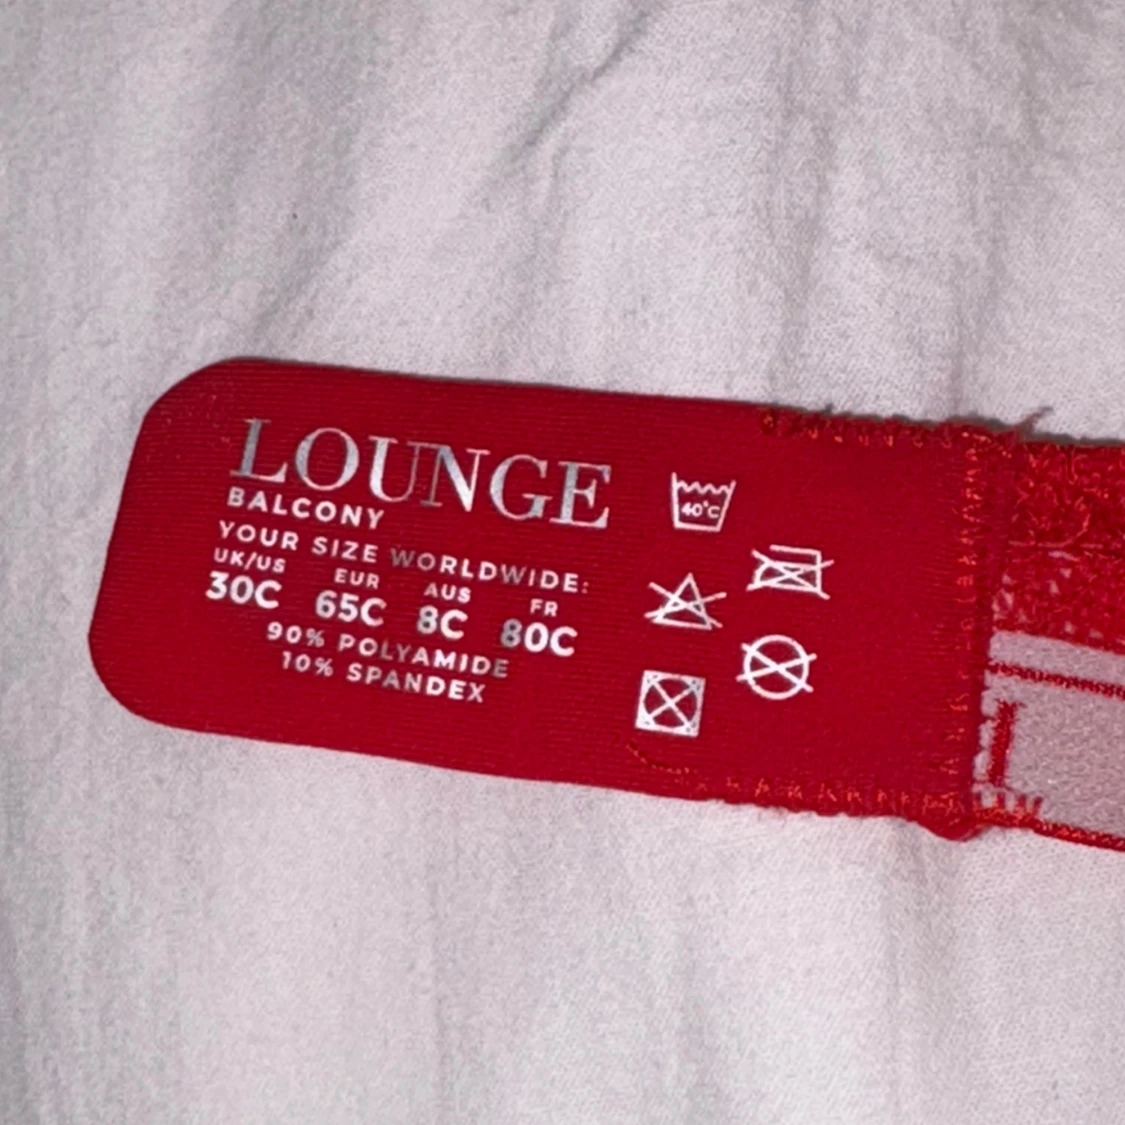 LOUNGE
BALCONY
YOUR SIZE WORLDWIDE:
UK/US EUR AUS FR
30C 65C 8C 80C
90% POLYAMIDE
10% SPANDEX
40°C